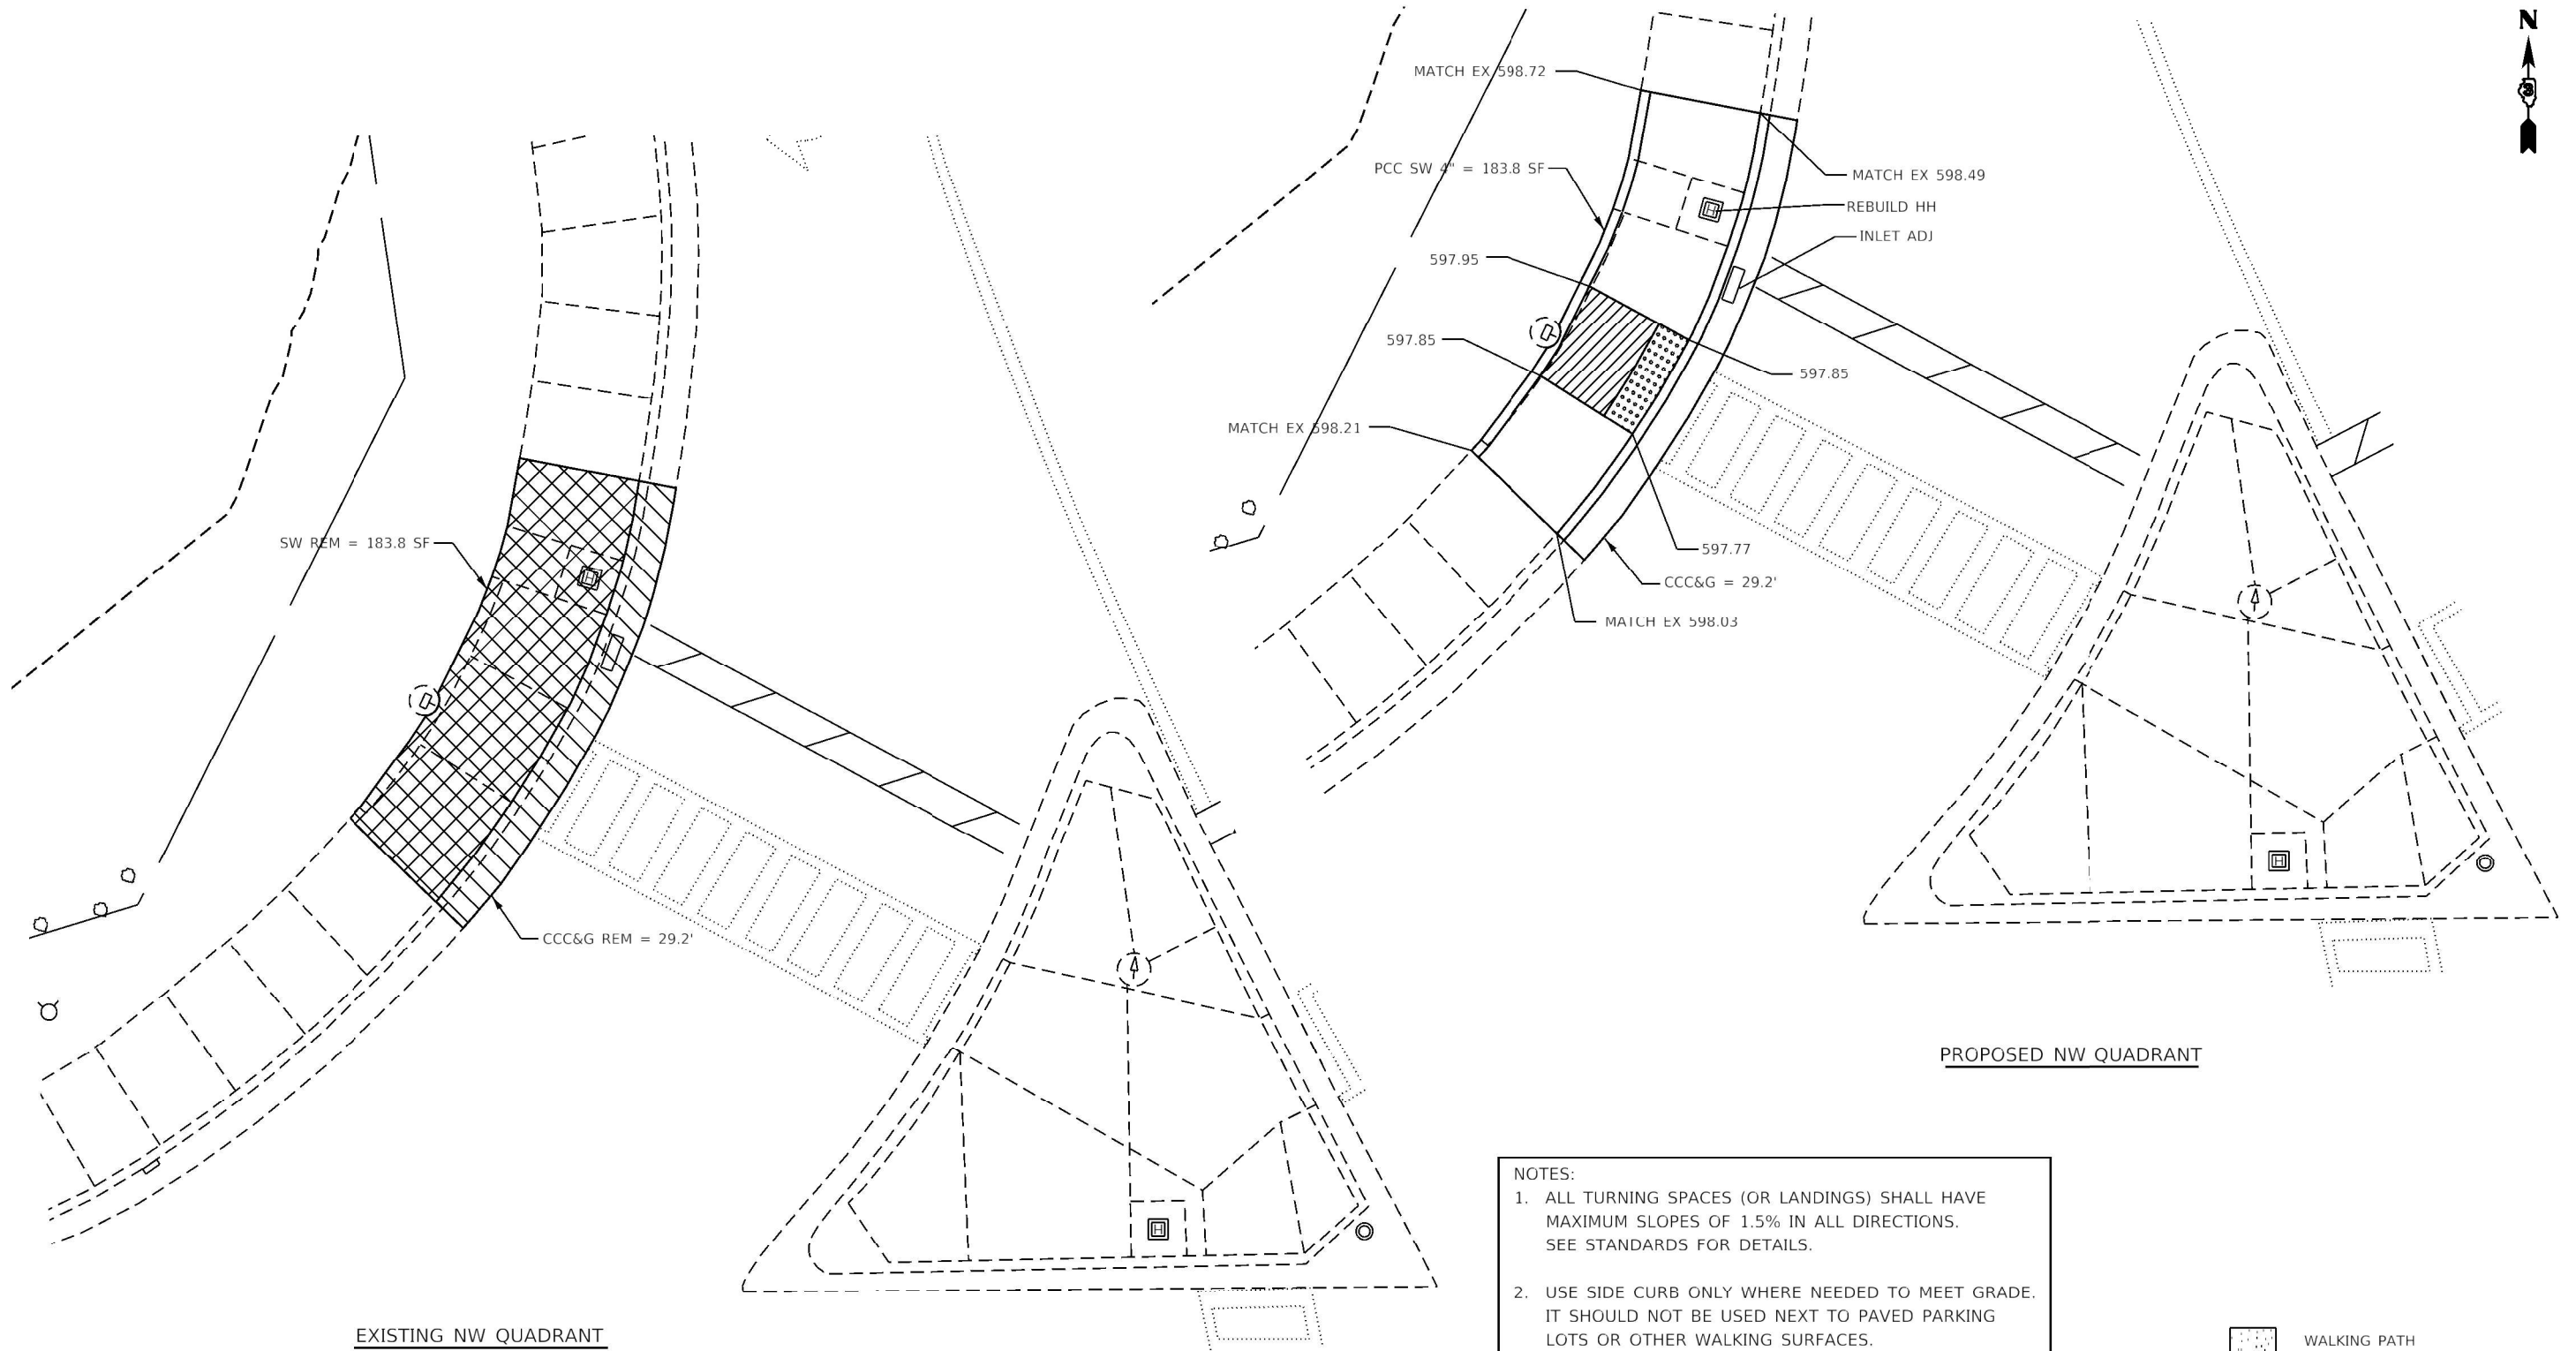 N
3
MATCH EX 598.72
PCC SW 4" = 183.8 SF
MATCH EX 598.49
REBUILD HH
INLET ADJ
H
597.95
597.85
597.85
MATCH EX 598.21
597.77
CCC&G = 29.2'
MATCH EX 598.03
H
PROPOSED NW QUADRANT
SW REM = 183.8 SF
H
CCC&G REM = 29.2'
H
EXISTING NW QUADRANT
NOTES:
1. ALL TURNING SPACES (OR LANDINGS) SHALL HAVE
MAXIMUM SLOPES OF 1.5% IN ALL DIRECTIONS.
SEE STANDARDS FOR DETAILS.
2. USE SIDE CURB ONLY WHERE NEEDED TO MEET GRADE.
IT SHOULD NOT BE USED NEXT TO PAVED PARKING
LOTS OR OTHER WALKING SURFACES.
WALKING PATH